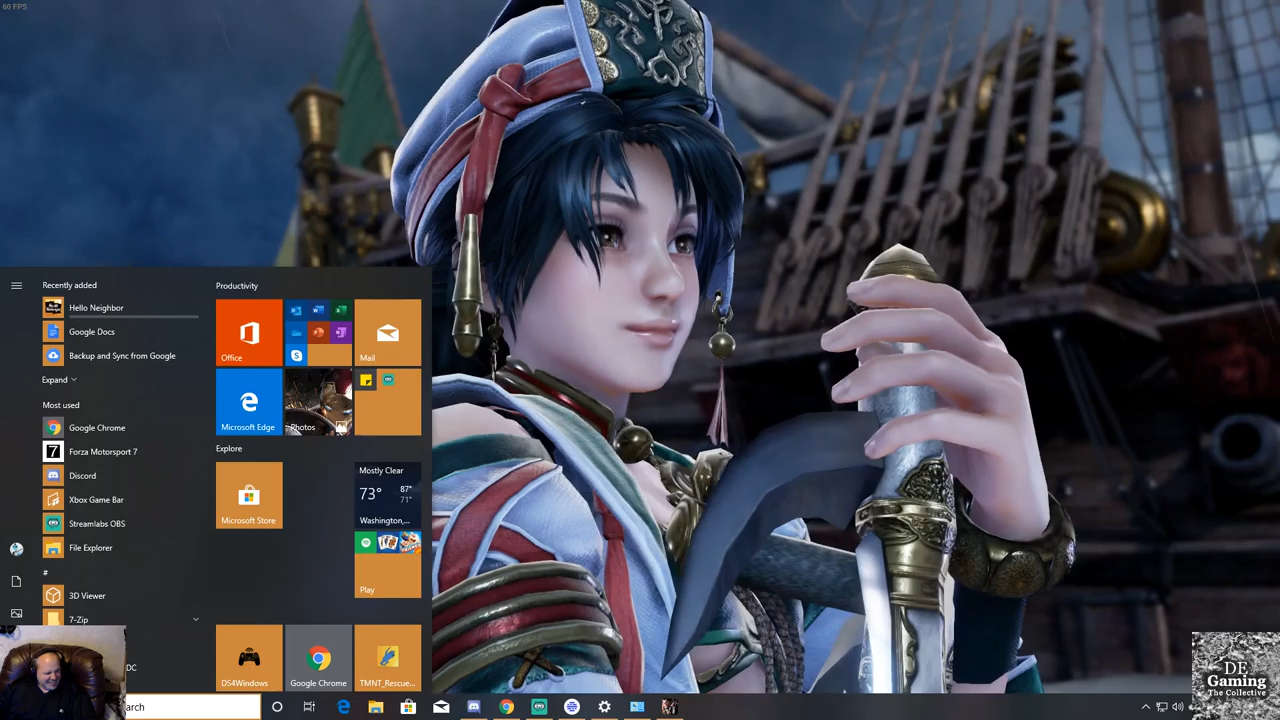 60 FPS
Recently added
Hello Neighbor
Google Docs
Backup and Sync from Google
Expand
Most used
Google Chrome
Forza Motorsport 7
Discord
Xbox Game Bar
Streamlabs OBS
File Explorer
#
3D Viewer
7-Zip
DC
arch
Productivity
Office
Mail
Microsoft Edge
Photos
Explore
Microsoft Store
Mostly Clear
73° 87°
71°
Washington,...
Play
DS4Windows
Google Chrome
TMNT_Rescue...
DE
Gaming
The Collective